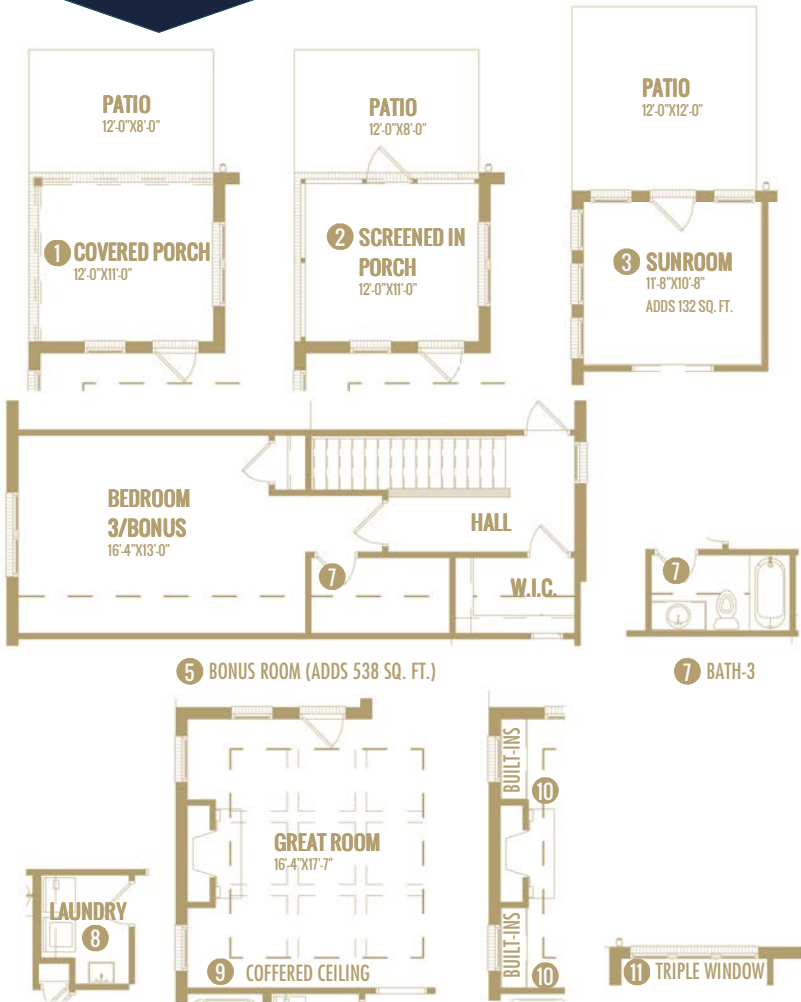 PATIO
12'-0"X8'-0"
PATIO
12'-0"X8'-0"
PATIO
12'-0"X12'-0"
1 COVERED PORCH
12'-0"X11'-0"
2 SCREENED IN
PORCH
12'-0"X11'-0"
3 SUNROOM
11'-8"X10'-8"
ADDS 132 SQ. FT.
BEDROOM
3/BONUS
16'-4"X13'-0"
HALL
7
W.I.C.
7
5 BONUS ROOM (ADDS 538 SQ. FT.)
7 BATH-3
GREAT ROOM
16'-4"X17'-7"
BUILT-INS
10
LAUNDRY
8
9 COFFERED CEILING
BUILT-INS
10
11 TRIPLE WINDOW